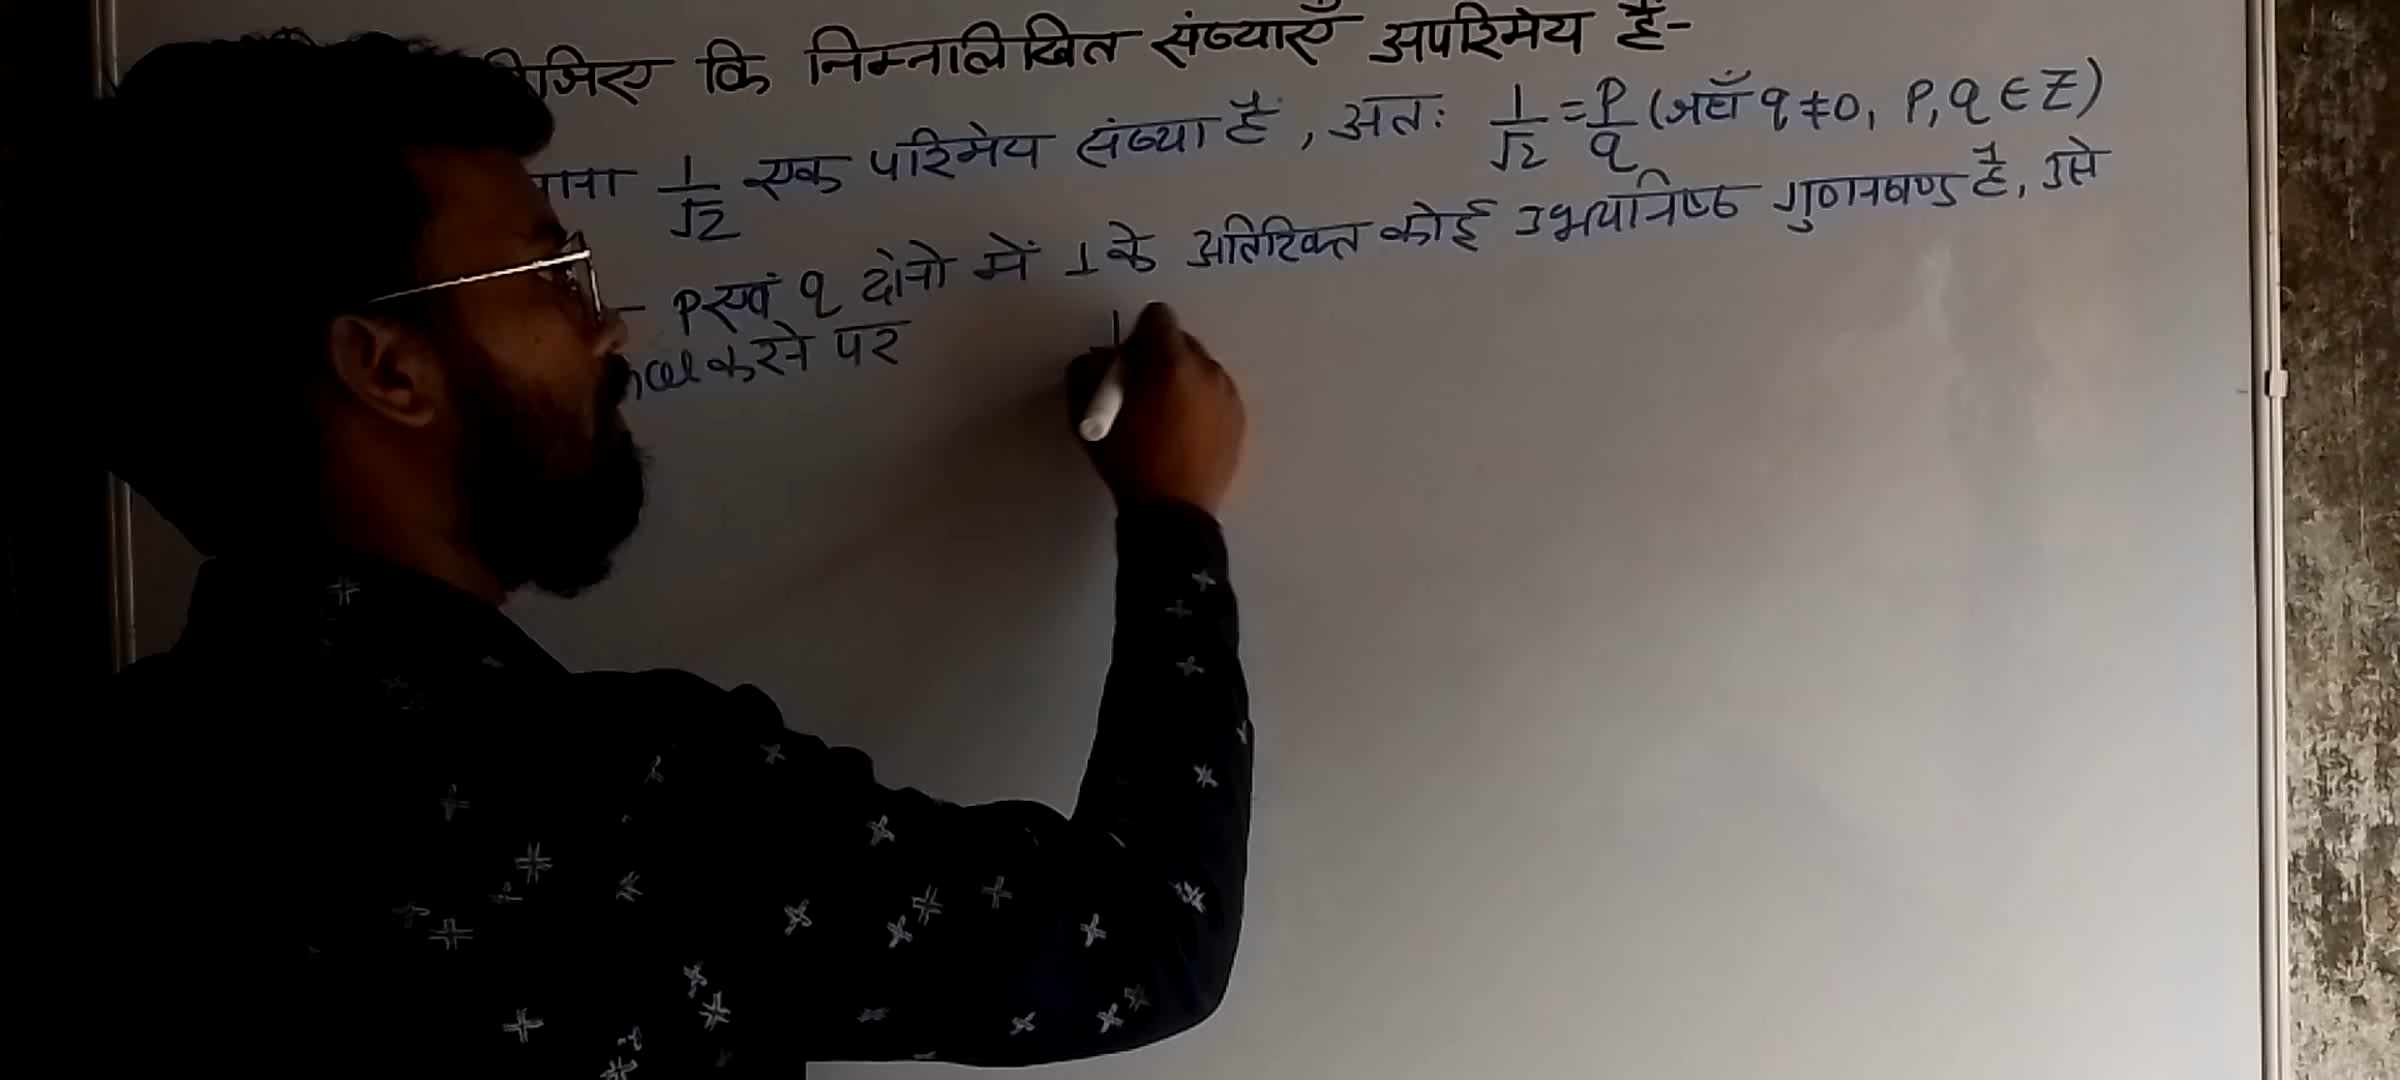 कि निम्नलिखित संख्याएँ अपरिमेय हैं-
माना 1/√2 एक परिमेय संख्या है, अतः 1/√2 = P/q (जहाँ q ≠ 0, P, q ∈ Z)
P एवं q दोनो में 1 के अतिरिक्त कोई उभयनिष्ठ गुणनखण्ड है, उसे
करने पर 1